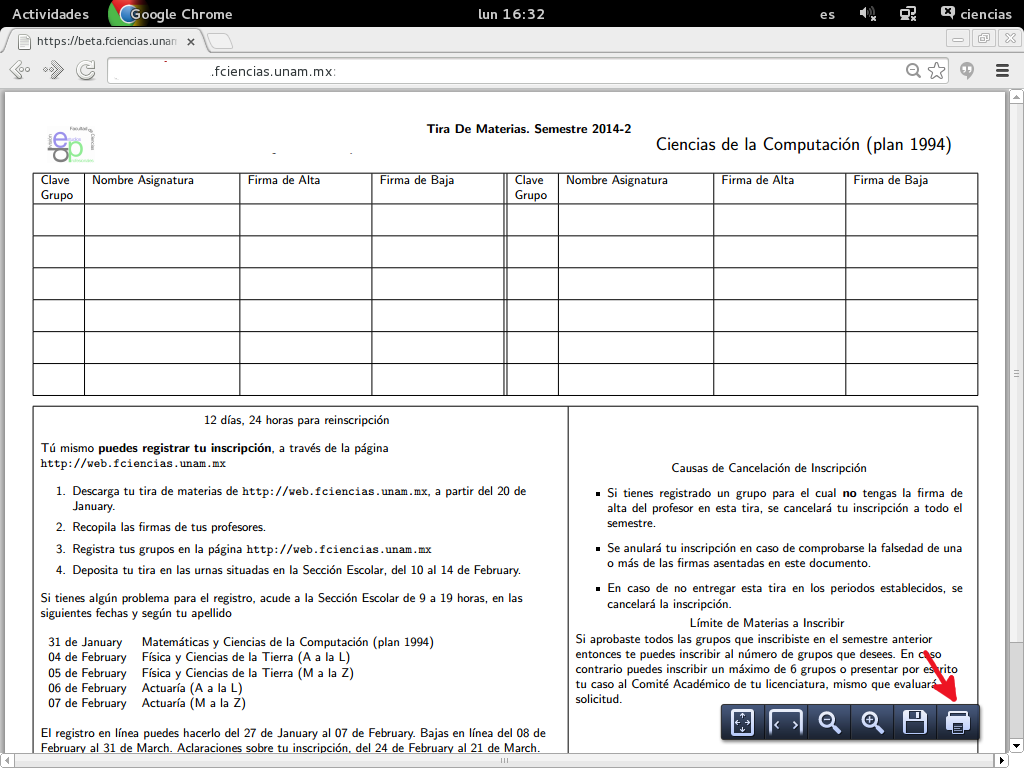 Actividades Google Chrome lun 16:32 es ciencias
https://beta.fciencias.unam
.fciencias.unam.mx:
Facultad de Ciencias
Tira De Materias. Semestre 2014-2
Ciencias de la Computación (plan 1994)
Clave Nombre Asignatura Firma de Alta Firma de Baja Clave Nombre Asignatura Firma de Alta Firma de Baja
Grupo Grupo
12 días, 24 horas para reinscripción
Tú mismo puedes registrar tu inscripción, a través de la página
http://web.fciencias.unam.mx
1. Descarga tu tira de materias de http://web.fciencias.unam.mx, a partir del 20 de
January.
2. Recopila las firmas de tus profesores.
3. Registra tus grupos en la página http://web.fciencias.unam.mx
4. Deposita tu tira en las urnas situadas en la Sección Escolar, del 10 al 14 de February.
Si tienes algún problema para el registro, acude a la Sección Escolar de 9 a 19 horas, en las
siguientes fechas y según tu apellido
31 de January Matemáticas y Ciencias de la Computación (plan 1994)
04 de February Física y Ciencias de la Tierra (A a la L)
05 de February Física y Ciencias de la Tierra (M a la Z)
06 de February Actuaría (A a la L)
07 de February Actuaría (M a la Z)
El registro en línea puedes hacerlo del 27 de January al 07 de February. Bajas en línea del 08 de
February al 31 de March. Aclaraciones sobre tu inscripción, del 24 de February al 21 de March.
Causas de Cancelación de Inscripción
▪ Si tienes registrado un grupo para el cual no tengas la firma de
alta del profesor en esta tira, se cancelará tu inscripción a todo el
semestre.
▪ Se anulará tu inscripción en caso de comprobarse la falsedad de una
o más de las firmas asentadas en este documento.
▪ En caso de no entregar esta tira en los periodos establecidos, se
cancelará la inscripción.
Límite de Materias a Inscribir
Si aprobaste todos las grupos que inscribiste en el semestre anterior
entonces te puedes inscribir al número de grupos que desees. En caso
contrario puedes inscribir un máximo de 6 grupos o presentar por escrito
tu caso al Comité Académico de tu licenciatura, mismo que evaluará
solicitud.